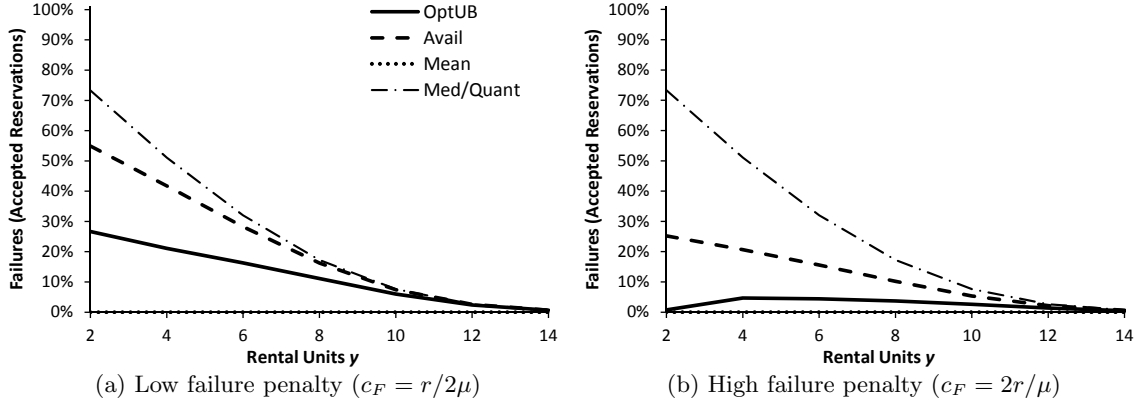 100%
90%
80%
70%
60%
50%
40%
30%
20%
10%
0%
Failures (Accepted Reservations)
2 4 6 8 10 12 14
Rental Units y
OptUB
Avail
Mean
Med/Quant
(a) Low failure penalty (c_F = r/2μ)
100%
90%
80%
70%
60%
50%
40%
30%
20%
10%
0%
Failures (Accepted Reservations)
2 4 6 8 10 12 14
Rental Units y
(b) High failure penalty (c_F = 2r/μ)